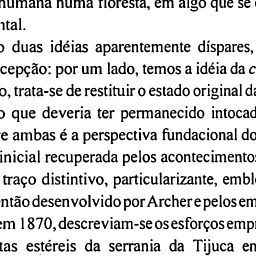 humana numa floresta, em algo que se
ntal.
o duas idéias aparentemente díspares,
cepção: por um lado, temos a idéia da c
o, trata-se de restituir o estado original da
o que deveria ter permanecido intocad
re ambas é a perspectiva fundacional do
inicial recuperada pelos acontecimento
traço distintivo, particularizante, emble
então desenvolvido por Archer e pelos em
em 1870, descreviam-se os esforços empr
tas estéreis da serrania da Tijuca em